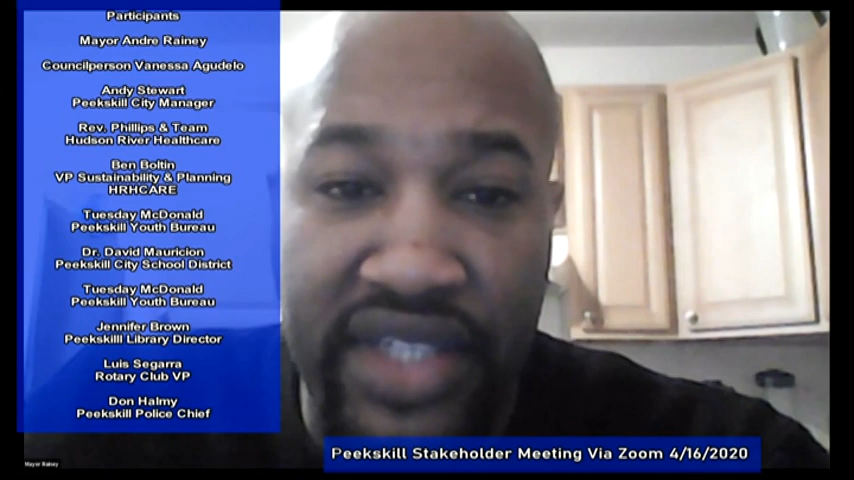 Participants
Mayor Andre Rainey
Councilperson Vanessa Agudelo
Andy Stewart
Peekskill City Manager
Rev. Phillips & Team
Hudson River Healthcare
Ben Boltin
VP Sustainability & Planning
HRHCARE
Tuesday McDonald
Peekskill Youth Bureau
Dr. David Mauricion
Peekskill City School District
Tuesday McDonald
Peekskill Youth Bureau
Jennifer Brown
Peekskilll Library Director
Luis Segarra
Rotary Club VP
Don Halmy
Peekskill Police Chief
Mayor Rainey
Peekskill Stakeholder Meeting Via Zoom 4/16/2020